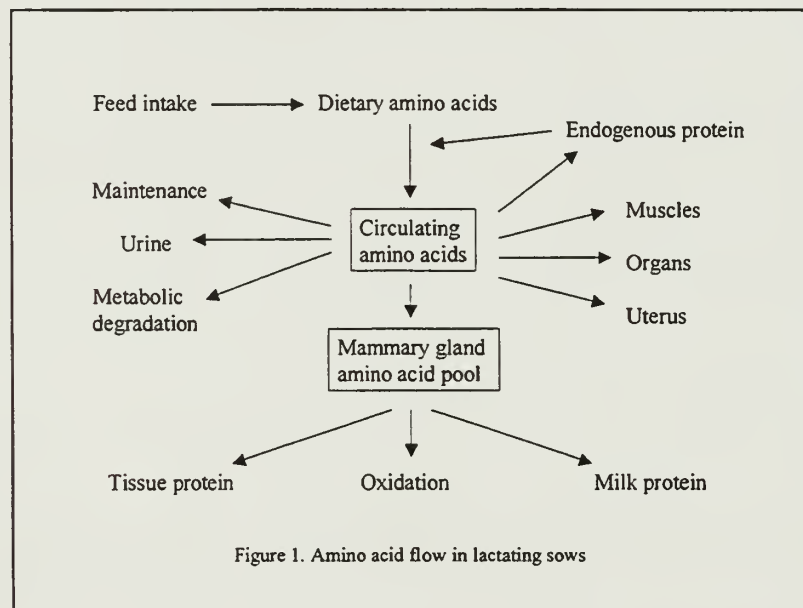 Feed intake
Dietary amino acids
Endogenous protein
Maintenance
Urine
Metabolic
degradation
Circulating
amino acids
Muscles
Organs
Uterus
Mammary gland
amino acid pool
Tissue protein
Oxidation
Milk protein
Figure 1. Amino acid flow in lactating sows